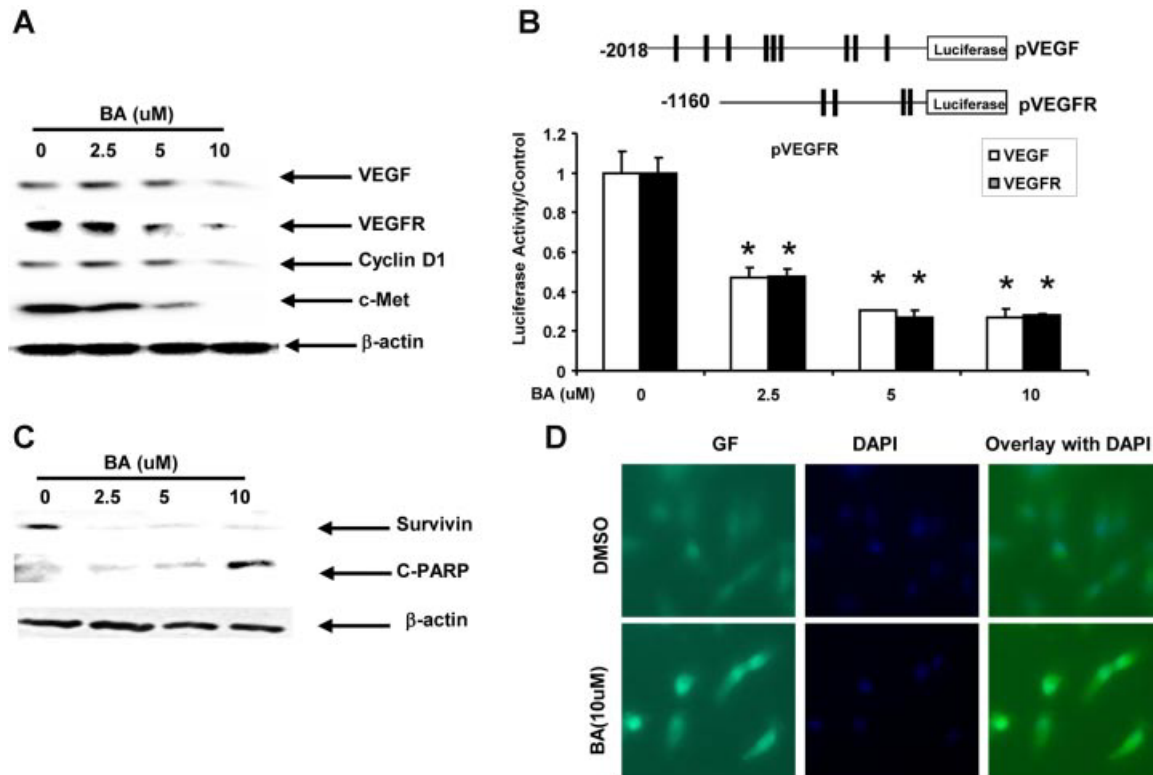 A
BA (uM)
0 2.5 5 10
VEGF
VEGFR
Cyclin D1
c-Met
β-actin
B
-2018 Luciferase pVEGF
-1160 Luciferase pVEGFR
pVEGFR
VEGF
VEGFR
Luciferase Activity/Control
1.2
1
0.8
0.6
0.4
0.2
0
* * * * * *
BA (uM) 0 2.5 5 10
C
BA (uM)
0 2.5 5 10
Survivin
C-PARP
β-actin
D
GF DAPI Overlay with DAPI
DMSO
BA(10uM)